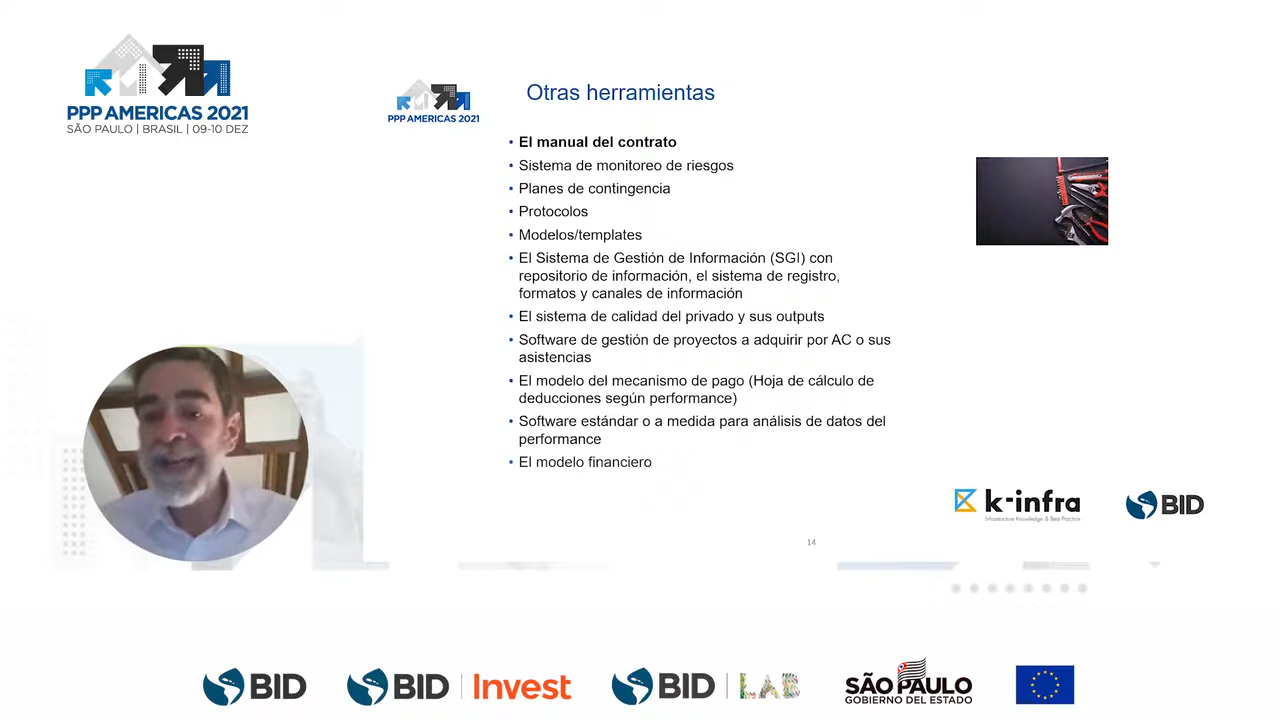 PPP AMERICAS 2021
SÃO PAULO | BRASIL | 09-10 DEZ
PPP AMERICAS 2021
Otras herramientas
• El manual del contrato
• Sistema de monitoreo de riesgos
• Planes de contingencia
• Protocolos
• Modelos/templates
• El Sistema de Gestión de Información (SGI) con
repositorio de información, el sistema de registro,
formatos y canales de información
• El sistema de calidad del privado y sus outputs
• Software de gestión de proyectos a adquirir por AC o sus
asistencias
• El modelo del mecanismo de pago (Hoja de cálculo de
deducciones según performance)
• Software estándar o a medida para análisis de datos del
performance
• El modelo financiero
k-infra
Infrastructure Knowledge & Best Practice
BID
14
BID
BID | Invest
BID | LAB
SÃO PAULO
GOVERNO DO ESTADO